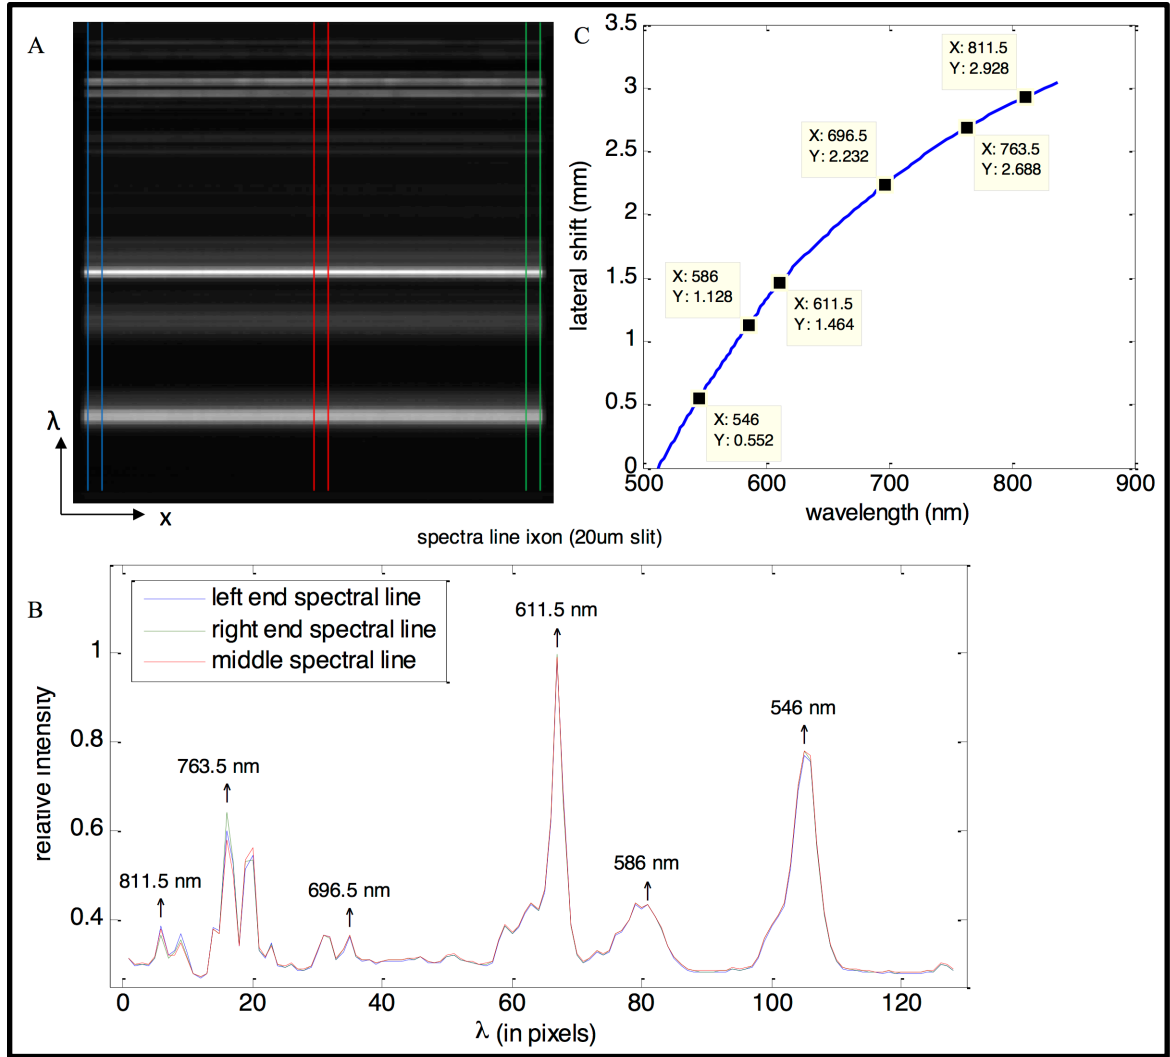 A
λ
x
C
3.5
3
2.5
2
1.5
1
0.5
0
lateral shift (mm)
X: 811.5
Y: 2.928
X: 696.5
Y: 2.232
X: 763.5
Y: 2.688
X: 586
Y: 1.128
X: 611.5
Y: 1.464
X: 546
Y: 0.552
500 600 700 800 900
wavelength (nm)
spectra line ixon (20um slit)
B
left end spectral line
right end spectral line
middle spectral line
611.5 nm
546 nm
763.5 nm
811.5 nm
696.5 nm
586 nm
1
0.8
0.6
0.4
relative intensity
0 20 40 60 80 100 120
λ (in pixels)